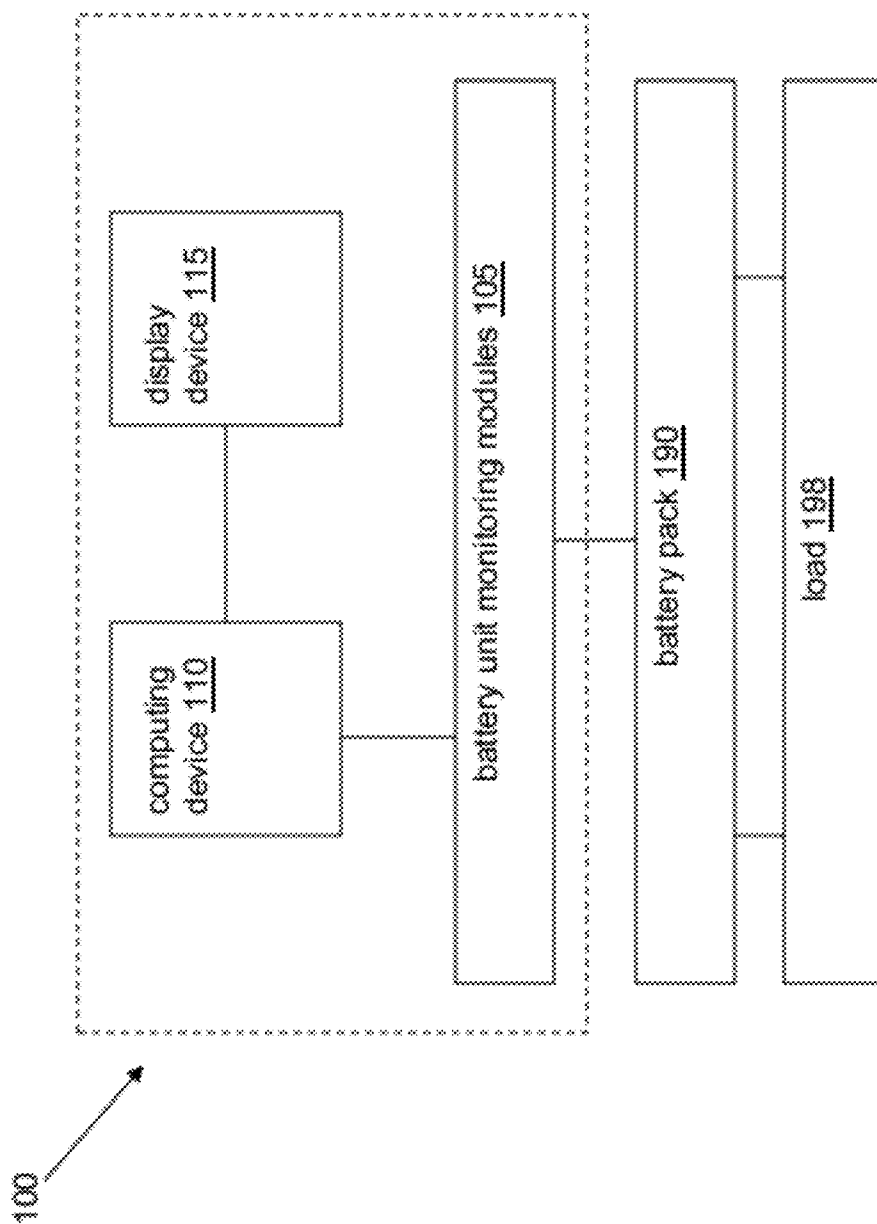 100
computing
device 110
display
device 115
battery unit monitoring modules 105
battery pack 190
load 198